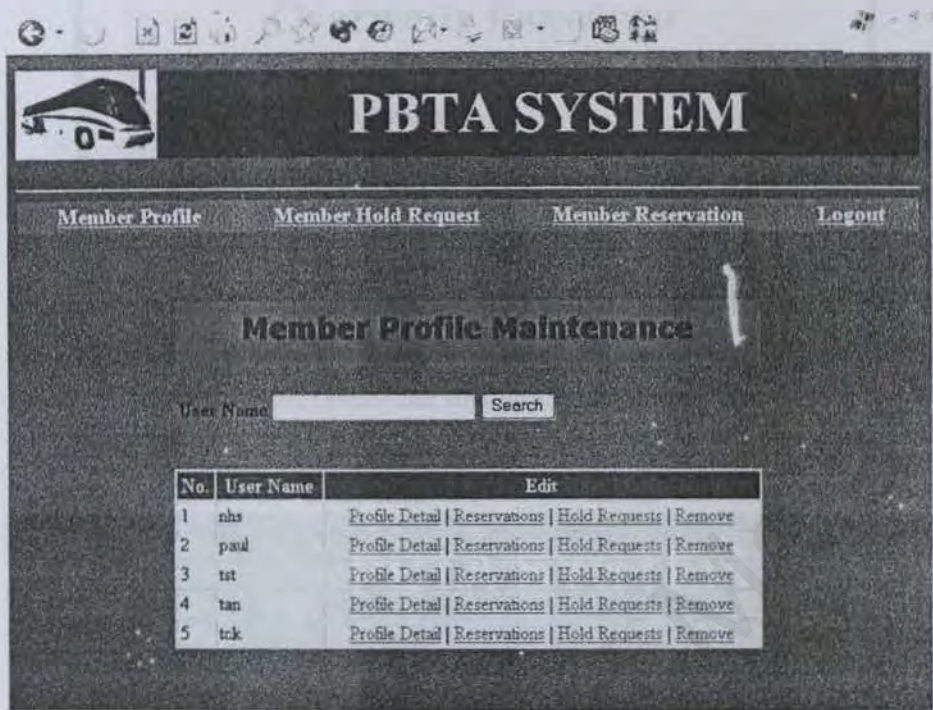 PBTA SYSTEM
Member Profile Member Hold Request Member Reservation Logout
Member Profile Maintenance
User Name Search
No. User Name Edit
1 nhs Profile Detail | Reservations | Hold Requests | Remove
2 paul Profile Detail | Reservations | Hold Requests | Remove
3 tst Profile Detail | Reservations | Hold Requests | Remove
4 tan Profile Detail | Reservations | Hold Requests | Remove
5 tck Profile Detail | Reservations | Hold Requests | Remove